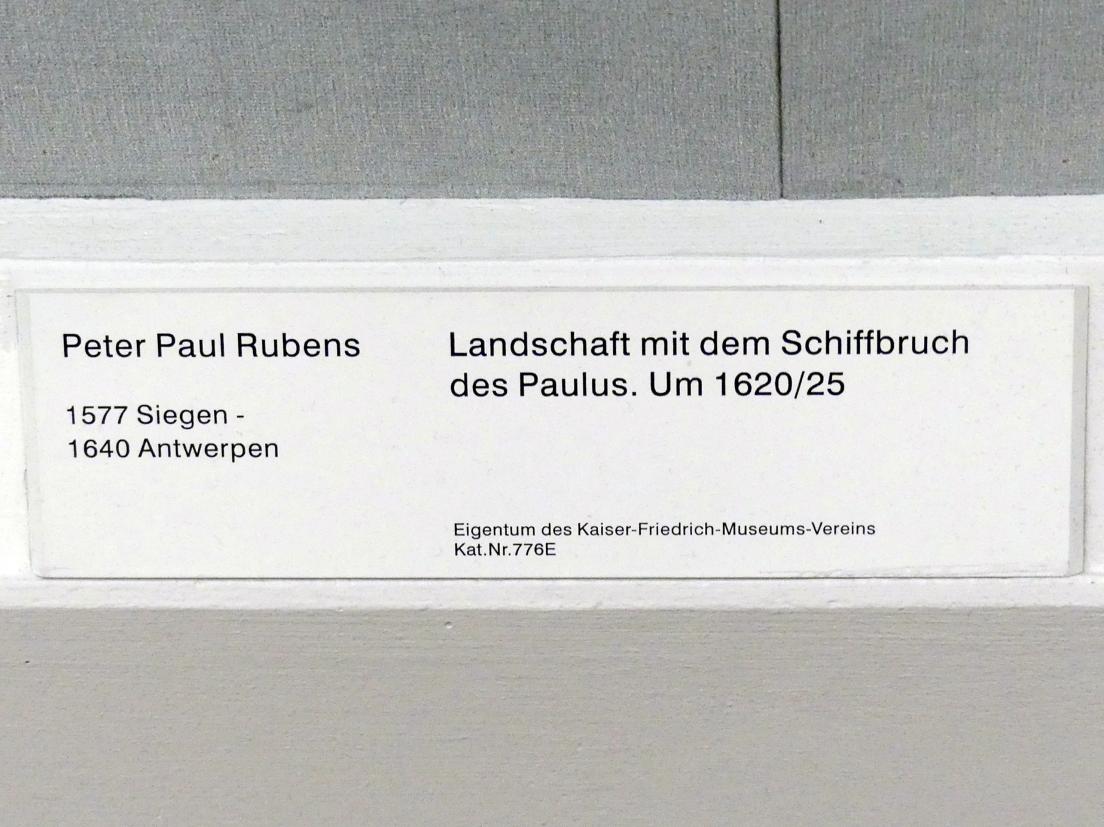 Peter Paul Rubens
1577 Siegen -
1640 Antwerpen
Landschaft mit dem Schiffbruch
des Paulus. Um 1620/25
Eigentum des Kaiser-Friedrich-Museums-Vereins
Kat.Nr.776E